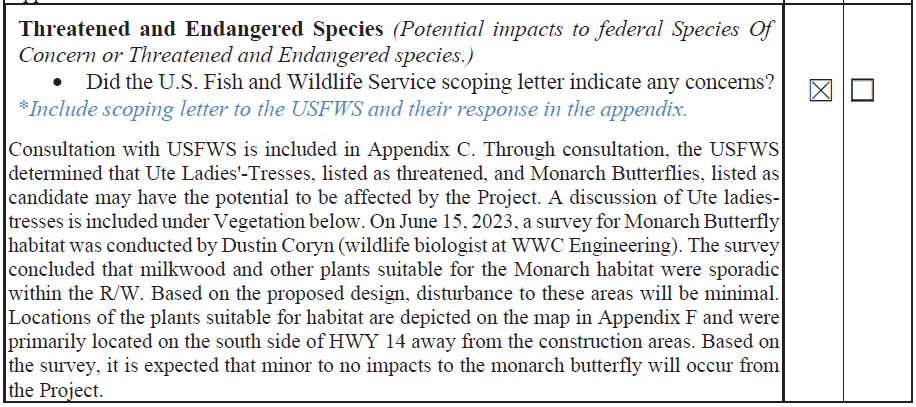 Threatened and Endangered Species (Potential impacts to federal Species Of
Concern or Threatened and Endangered species.)
• Did the U.S. Fish and Wildlife Service scoping letter indicate any concerns?
*Include scoping letter to the USFWS and their response in the appendix.
☒ ☐
Consultation with USFWS is included in Appendix C. Through consultation, the USFWS
determined that Ute Ladies'-Tresses, listed as threatened, and Monarch Butterflies, listed as
candidate may have the potential to be affected by the Project. A discussion of Ute ladies-
tresses is included under Vegetation below. On June 15, 2023, a survey for Monarch Butterfly
habitat was conducted by Dustin Coryn (wildlife biologist at WWC Engineering). The survey
concluded that milkwood and other plants suitable for the Monarch habitat were sporadic
within the R/W. Based on the proposed design, disturbance to these areas will be minimal.
Locations of the plants suitable for habitat are depicted on the map in Appendix F and were
primarily located on the south side of HWY 14 away from the construction areas. Based on
the survey, it is expected that minor to no impacts to the monarch butterfly will occur from
the Project.